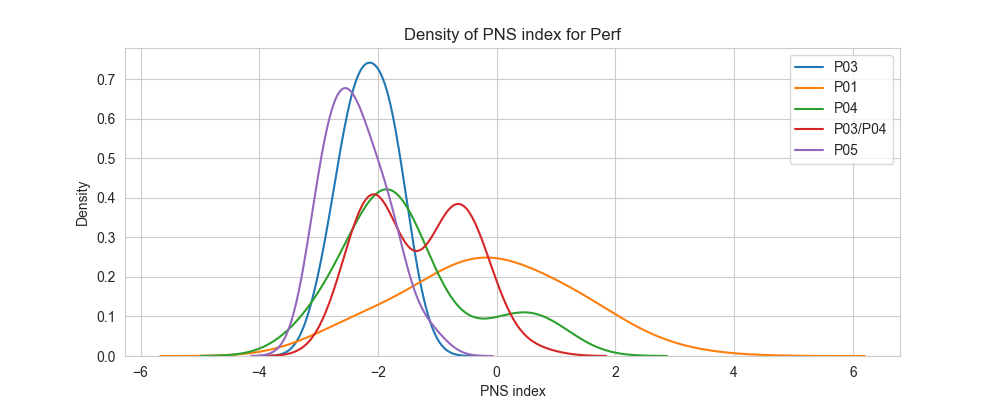 Density of PNS index for Perf
P03
P01
P04
P03/P04
P05
Density
0.7
0.6
0.5
0.4
0.3
0.2
0.1
0.0
−6 −4 −2 0 2 4 6
PNS index